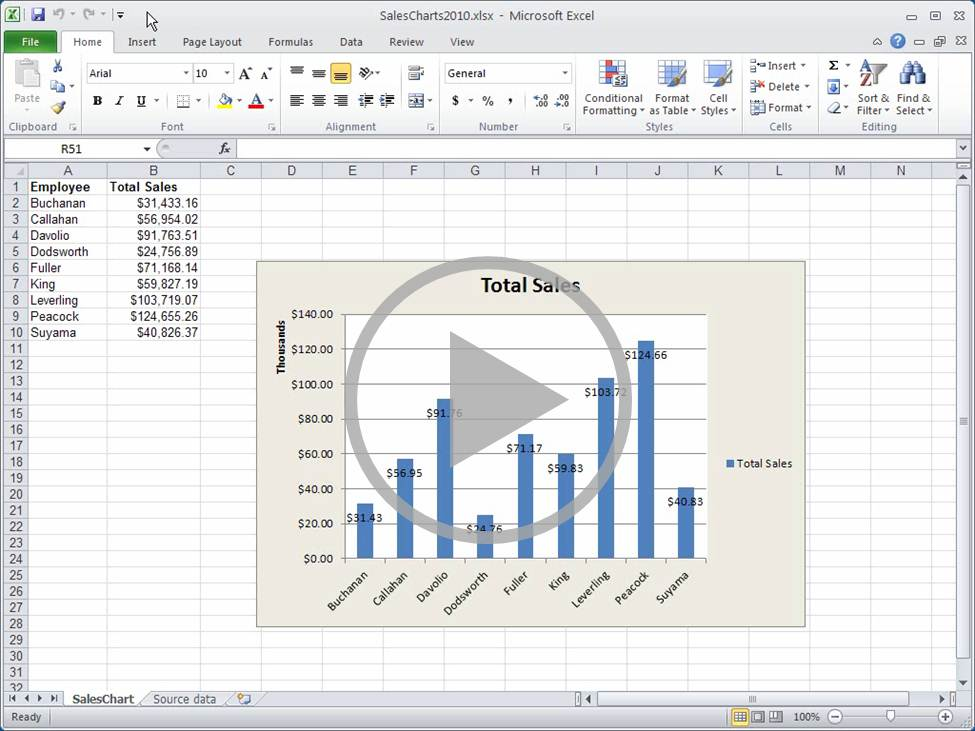 SalesCharts2010.xlsx - Microsoft Excel
File Home Insert Page Layout Formulas Data Review View
Arial 10 General
Paste
B I U $ % ,
Conditional Formatting
Format as Table
Cell Styles
Insert
Delete
Format
Σ
Sort & Filter
Find & Select
Clipboard Font Alignment Number Styles Cells Editing
R51 fx
A B C D E F G H I J K L M N
1 Employee Total Sales
2 Buchanan $31,433.16
3 Callahan $56,954.02
4 Davolio $91,763.51
5 Dodsworth $24,756.89
6 Fuller $71,168.14
7 King $59,827.19
8 Leverling $103,719.07
9 Peacock $124,655.26
10 Suyama $40,826.37
11
12
13
14
15
16
17
18
19
20
21
22
23
24
25
26
27
28
29
30
31
32
Total Sales
Thousands
$140.00
$120.00
$100.00
$80.00
$60.00
$40.00
$20.00
$0.00
$31.43
$56.95
$91.76
$24.76
$71.17
$59.83
$103.72
$124.66
$40.83
Buchanan
Callahan
Davolio
Dodsworth
Fuller
King
Leverling
Peacock
Suyama
Total Sales
SalesChart Source data
Ready 100%